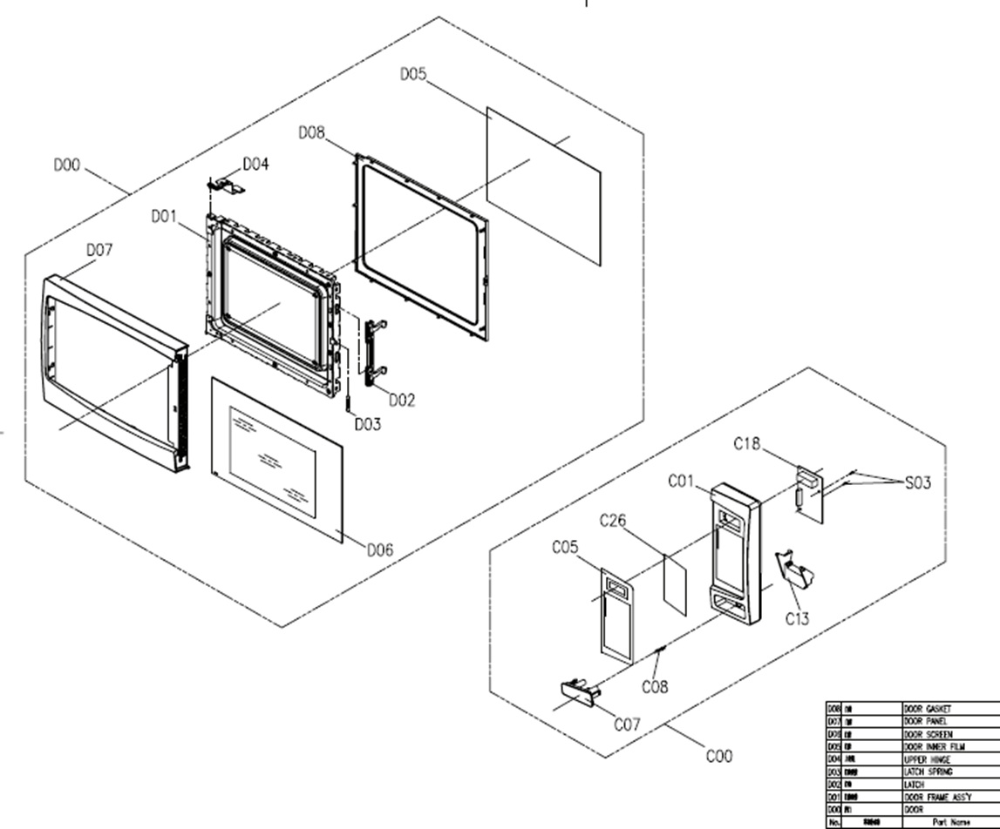 D05
D08
D00
D04
D01
D07
D02
D03
D06
C18
C01
S03
C26
C05
C13
C08
C07
C00
D08 DOOR GASKET
D07 DOOR PANEL
D06 DOOR SCREEN
D05 DOOR INNER FILM
D04 UPPER HINGE
D03 LATCH SPRING
D02 LATCH
D01 DOOR FRAME ASS'Y
D00 DOOR
No. Part Name